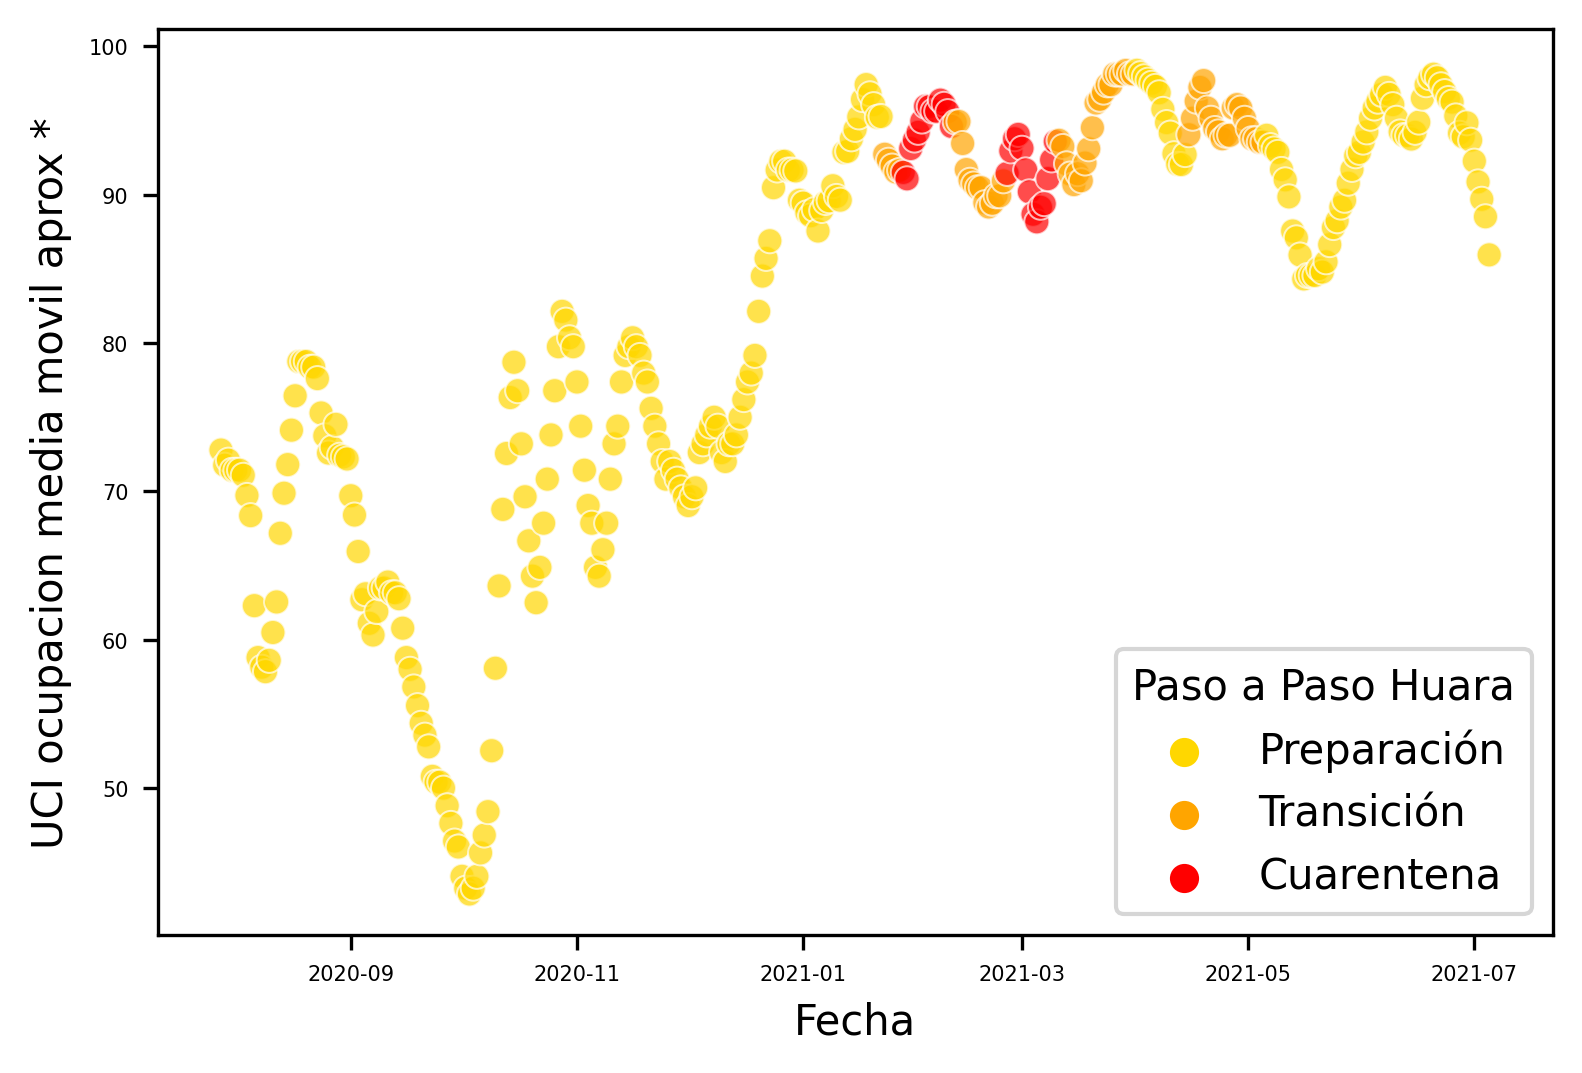 UCI ocupacion media movil aprox *
100
90
80
70
60
50
2020-09
2020-11
2021-01
2021-03
2021-05
2021-07
Fecha
Paso a Paso Huara
Preparación
Transición
Cuarentena